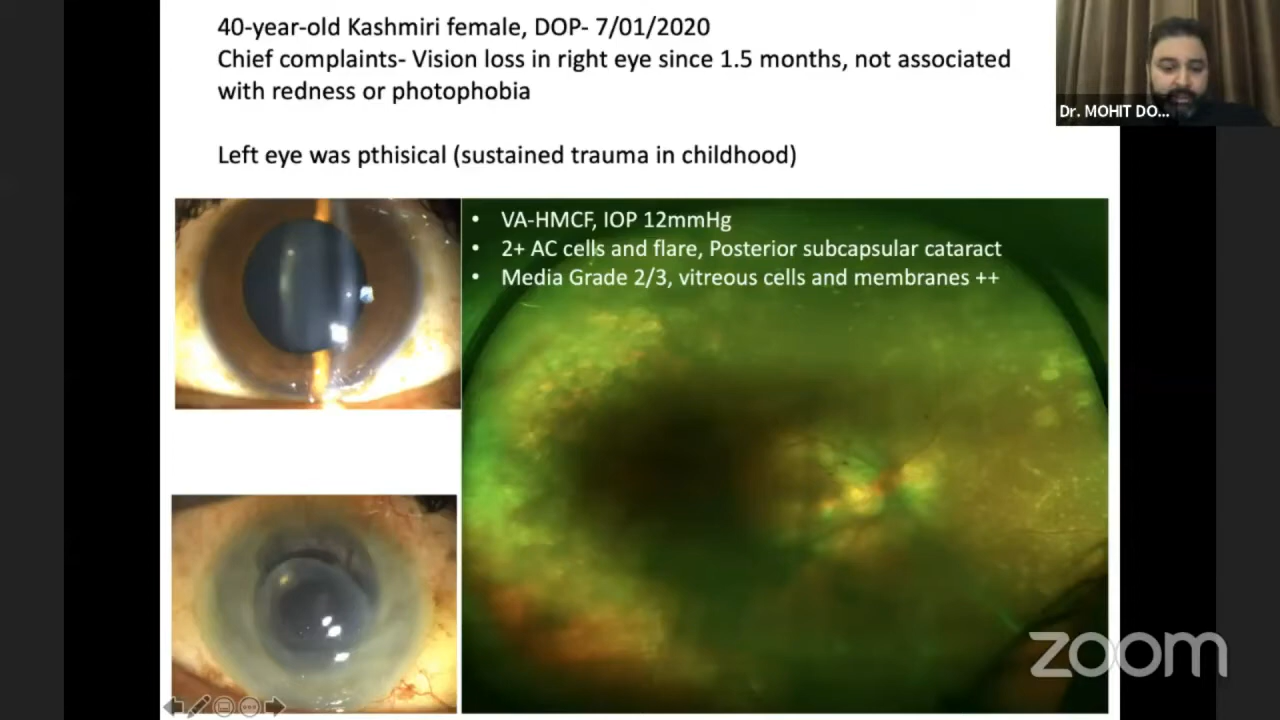 40-year-old Kashmiri female, DOP- 7/01/2020
Chief complaints- Vision loss in right eye since 1.5 months, not associated
with redness or photophobia
Dr. MOHIT DO...
Left eye was pthisical (sustained trauma in childhood)
• VA-HMCF, IOP 12mmHg
• 2+ AC cells and flare, Posterior subcapsular cataract
• Media Grade 2/3, vitreous cells and membranes ++
zoom